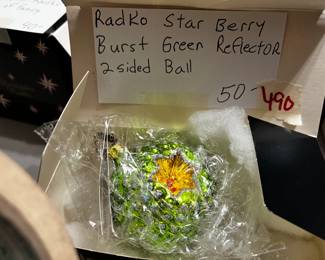 Radko Star Berry
Burst Green Reflector
2 sided Ball
50-
490